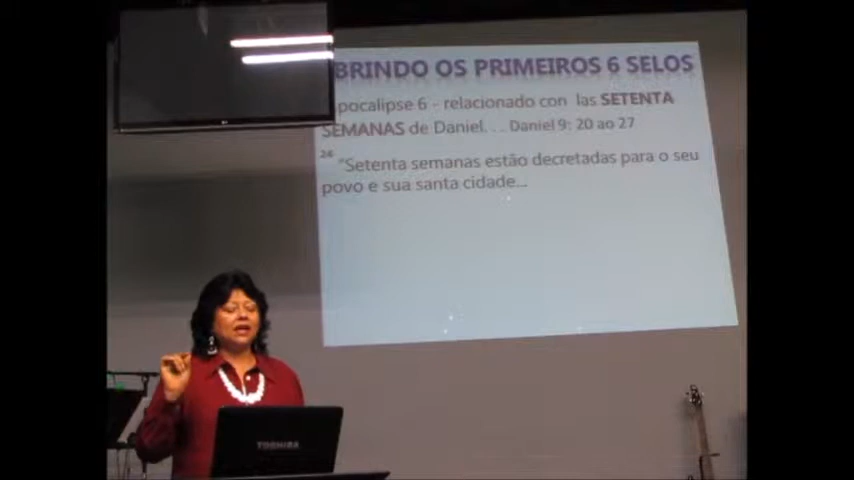 BRINDO OS PRIMEIROS 6 SELOS
pocalipse 6 - relacionado con las SETENTA
SEMANAS de Daniel. . . Daniel 9: 20 ao 27
24 "Setenta semanas estão decretadas para o seu
povo e sua santa cidade...
TOSHIBA